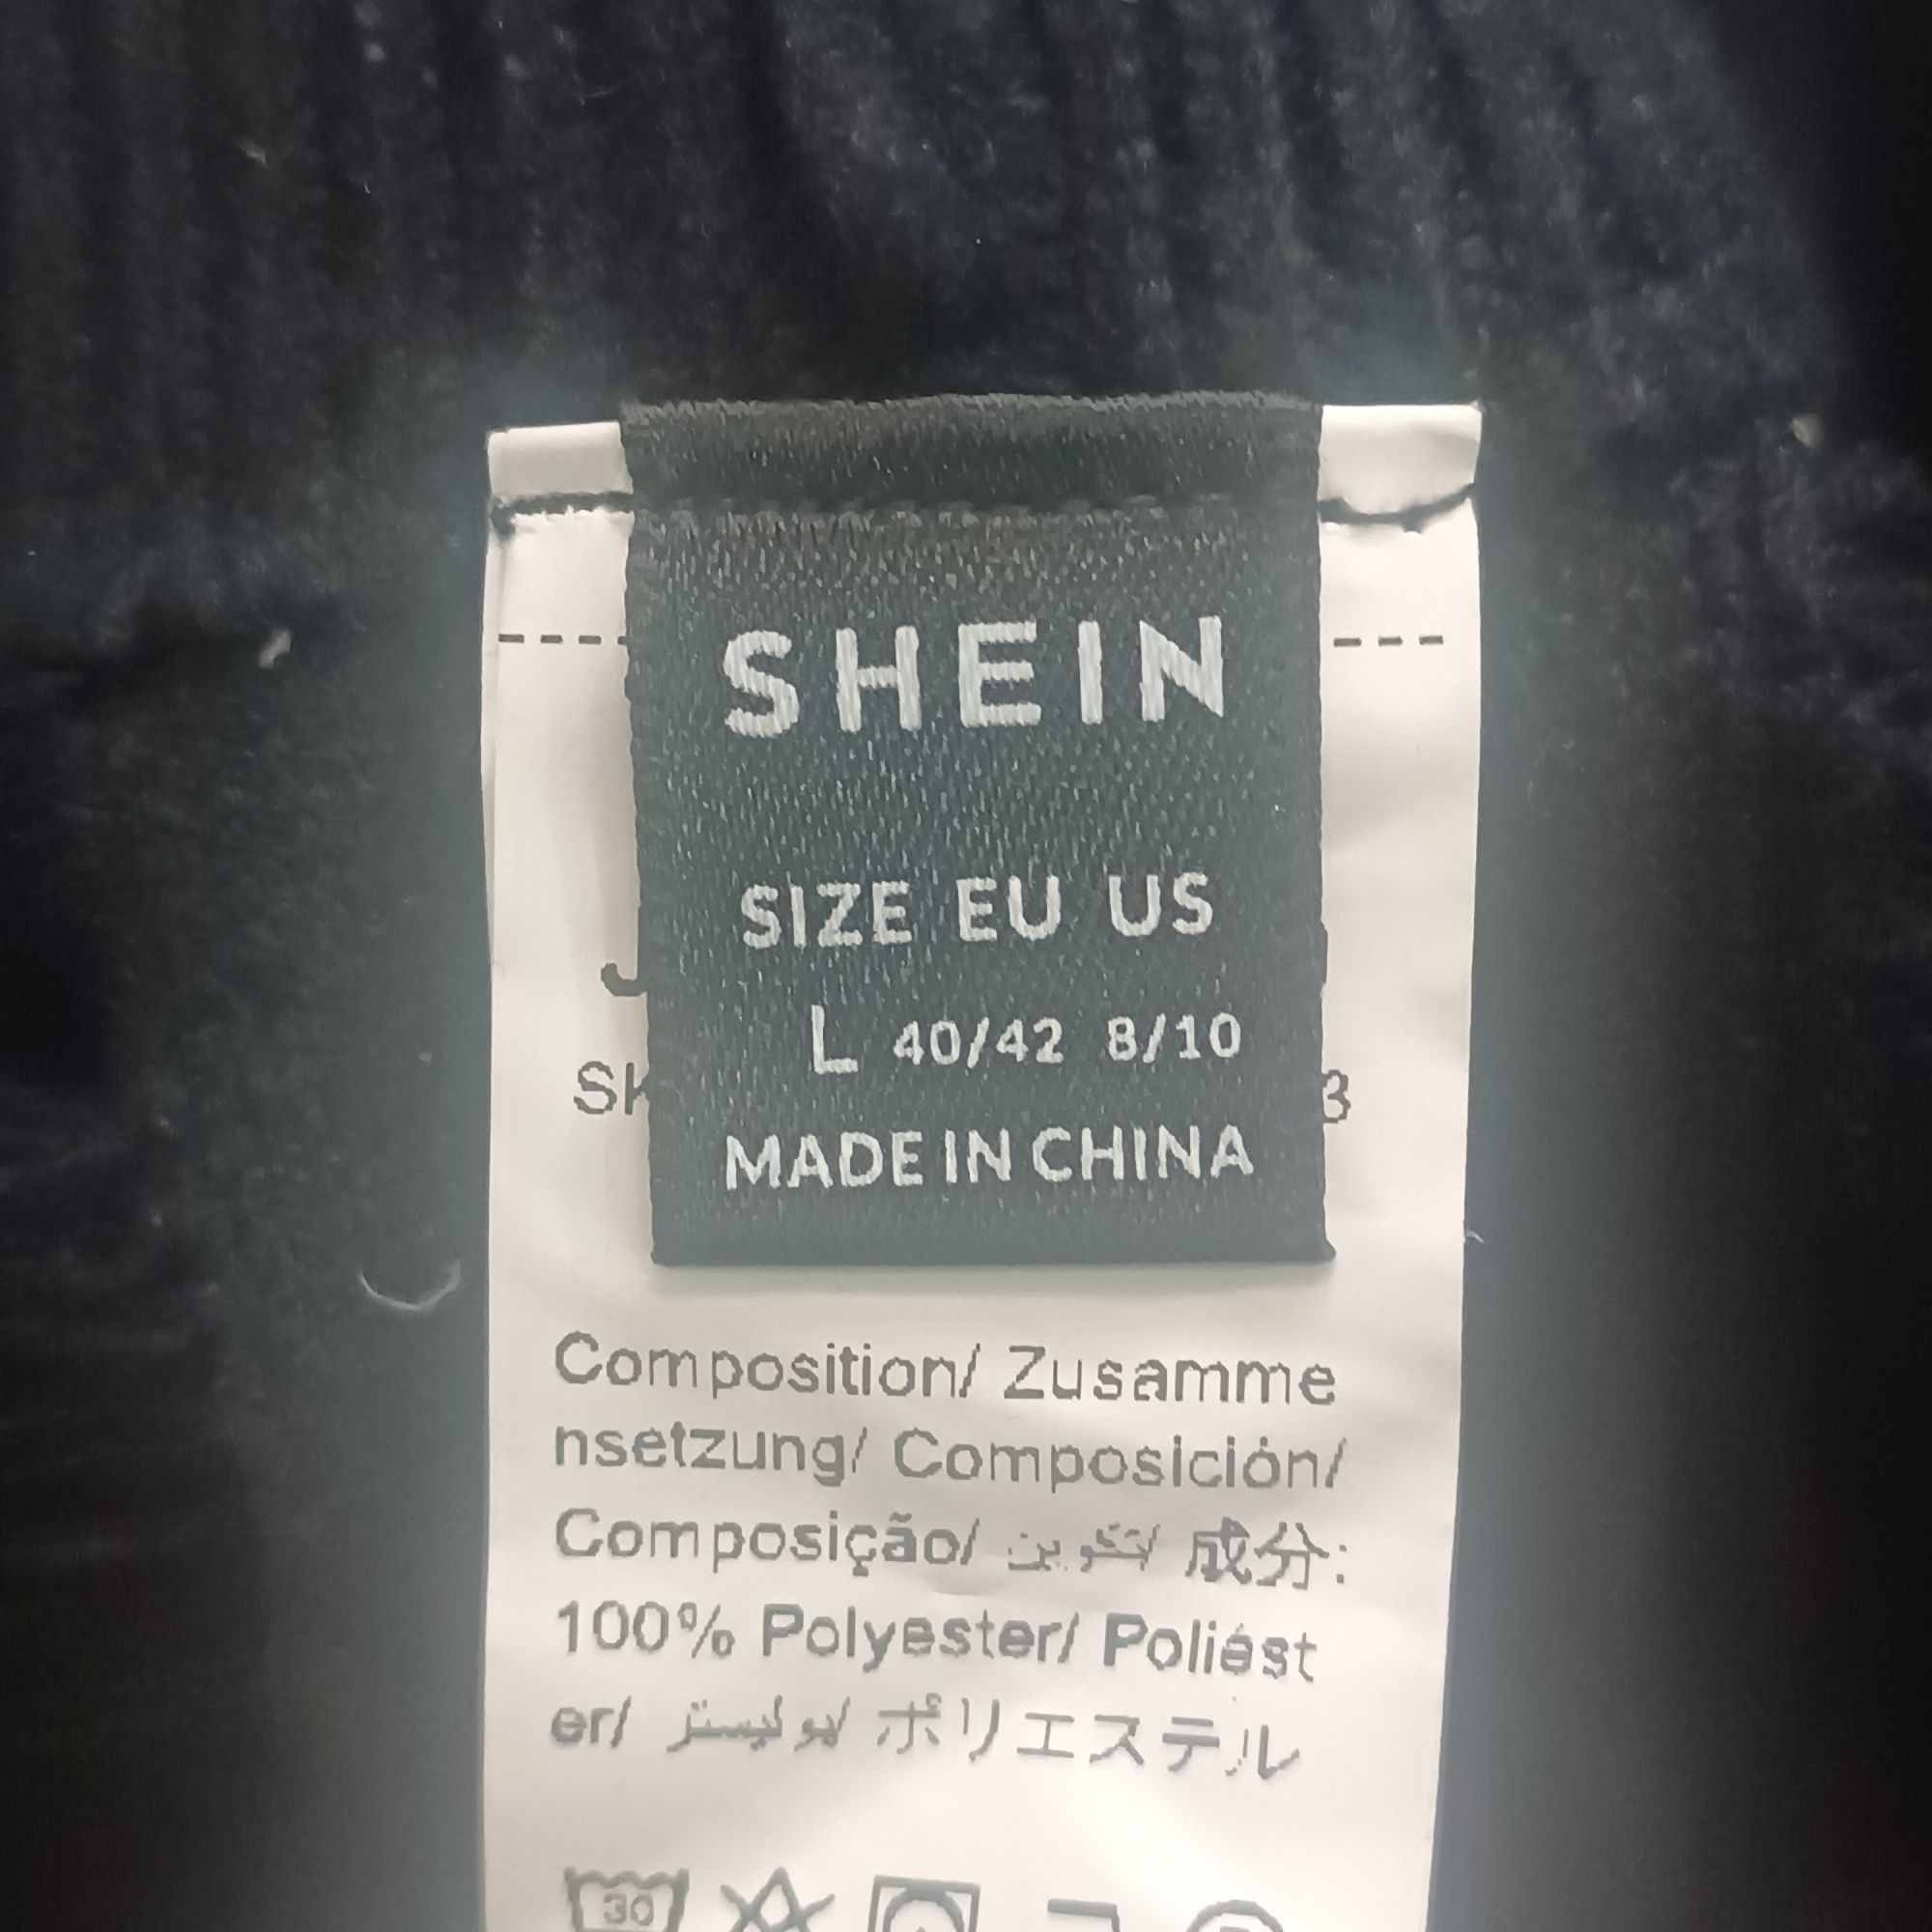 SHEIN
SIZE EU US
L 40/42 8/10
MADE IN CHINA
Composition/ Zusamme
nsetzung/ Composición/
Composição/ تكوين/ 成分:
100% Polyester/ Poliést
er/ بوليستر/ ポリエステル
30